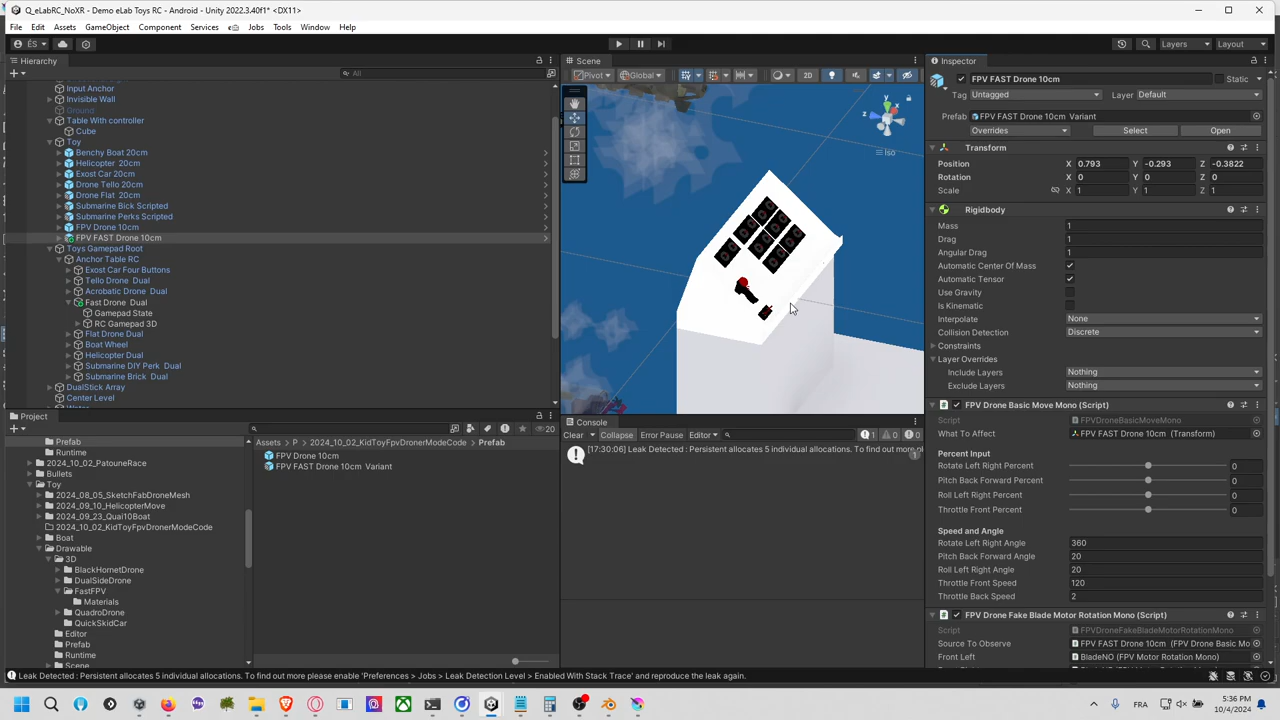 Q_eLabRC_NoXR - Demo eLab Toys RC - Android - Unity 2022.3.40f1* <DX11>
File Edit Assets GameObject Component Services Jobs Tools Window Help
ÉS
Layers Layout
Hierarchy
All
Input Anchor
Invisible Wall
Ground
Table With controller
Cube
Toy
Benchy Boat 20cm
Helicopter 20cm
Exost Car 20cm
Drone Tello 20cm
Drone Flat 20cm
Submarine Bricks Scripted
Submarine Perks Scripted
FPV Drone 10cm
FPV FAST Drone 10cm
Toys Gamepad Root
Anchor Table RC
Exost Car Four Buttons
Tello Drone Dual
Acrobatic Drone Dual
Fast Drone Dual
Gamepad State
RC Gamepad 3D
Flat Drone Dual
Boat Wheel
Helicopter Dual
Submarine DIY Perk Dual
Submarine Brick Dual
DualStick Array
Center Level
Scene
Pivot Global
2D
y
z
Iso
Project
20
Prefab
Runtime
2024_10_02_PatouneRace
Bullets
Toy
2024_08_05_SketchFabDroneMesh
2024_09_10_HelicopterMove
2024_09_23_Quai10Boat
2024_10_02_KidToyFpvDronerModeCode
Boat
Drawable
3D
BlackHornetDrone
DualSideDrone
FastFPV
Materials
QuadroDrone
QuickSkidCar
Editor
Prefab
Runtime
Scene
Assets P 2024_10_02_KidToyFpvDronerModeCode Prefab
FPV Drone 10cm
FPV FAST Drone 10cm Variant
Console
Clear Collapse Error Pause Editor
1 0 0
[17:30:06] Leak Detected : Persistent allocates 5 individual allocations. To find out more
1
Inspector
FPV FAST Drone 10cm Static
Tag Untagged Layer Default
Prefab FPV FAST Drone 10cm Variant
Overrides Select Open
Transform
Position X 0.793 Y -0.293 Z -0.3822
Rotation X 0 Y 0 Z 0
Scale X 1 Y 1 Z 1
Rigidbody
Mass 1
Drag 1
Angular Drag 1
Automatic Center Of Mass
Automatic Tensor
Use Gravity
Is Kinematic
Interpolate None
Collision Detection Discrete
Constraints
Layer Overrides
Include Layers Nothing
Exclude Layers Nothing
FPV Drone Basic Move Mono (Script)
Script FPVDroneBasicMoveMono
What To Affect FPV FAST Drone 10cm (Transform)
Percent Input
Rotate Left Right Percent 0
Pitch Back Forward Percent 0
Roll Left Right Percent 0
Throttle Front Percent 0
Speed and Angle
Rotate Left Right Angle 360
Pitch Back Forward Angle 20
Roll Left Right Angle 20
Throttle Front Speed 120
Throttle Back Speed 2
FPV Drone Fake Blade Motor Rotation Mono (Script)
Script FPVDroneFakeBladeMotorRotationMono
Source To Observe FPV FAST Drone 10cm (FPV Drone Basic Mo
Front Left BladeNO (FPV Motor Rotation Mono)
Leak Detected : Persistent allocates 5 individual allocations. To find out more please enable 'Preferences > Jobs > Leak Detection Level > Enabled With Stack Trace' and reproduce the leak again.
FRA 5:36 PM
10/4/2024